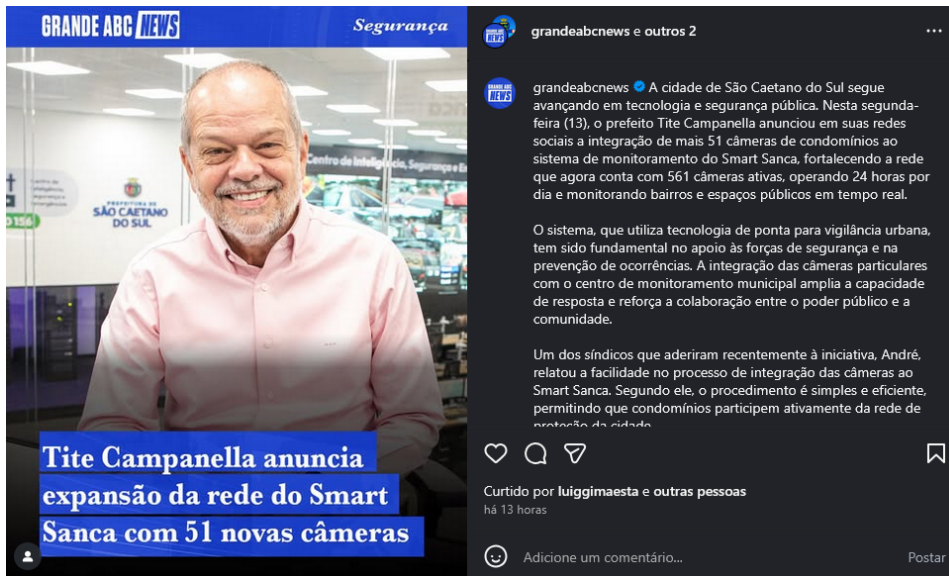 GRANDE ABC NEWS
Segurança
Centro de Inteligência, Segurança e
156
PREFEITURA DE
SÃO CAETANO
DO SUL
Tite Campanella anuncia
expansão da rede do Smart
Sanca com 51 novas câmeras
grandeabcnews e outros 2
grandeabcnews A cidade de São Caetano do Sul segue
avançando em tecnologia e segurança pública. Nesta segunda-
feira (13), o prefeito Tite Campanella anunciou em suas redes
sociais a integração de mais 51 câmeras de condomínios ao
sistema de monitoramento do Smart Sanca, fortalecendo a rede
que agora conta com 561 câmeras ativas, operando 24 horas por
dia e monitorando bairros e espaços públicos em tempo real.
O sistema, que utiliza tecnologia de ponta para vigilância urbana,
tem sido fundamental no apoio às forças de segurança e na
prevenção de ocorrências. A integração das câmeras particulares
com o centro de monitoramento municipal amplia a capacidade
de resposta e reforça a colaboração entre o poder público e a
comunidade.
Um dos síndicos que aderiram recentemente à iniciativa, André,
relatou a facilidade no processo de integração das câmeras ao
Smart Sanca. Segundo ele, o procedimento é simples e eficiente,
permitindo que condomínios participem ativamente da rede de
proteção da cidade
Curtido por luiggimaesta e outras pessoas
há 13 horas
Adicione um comentário...
Postar